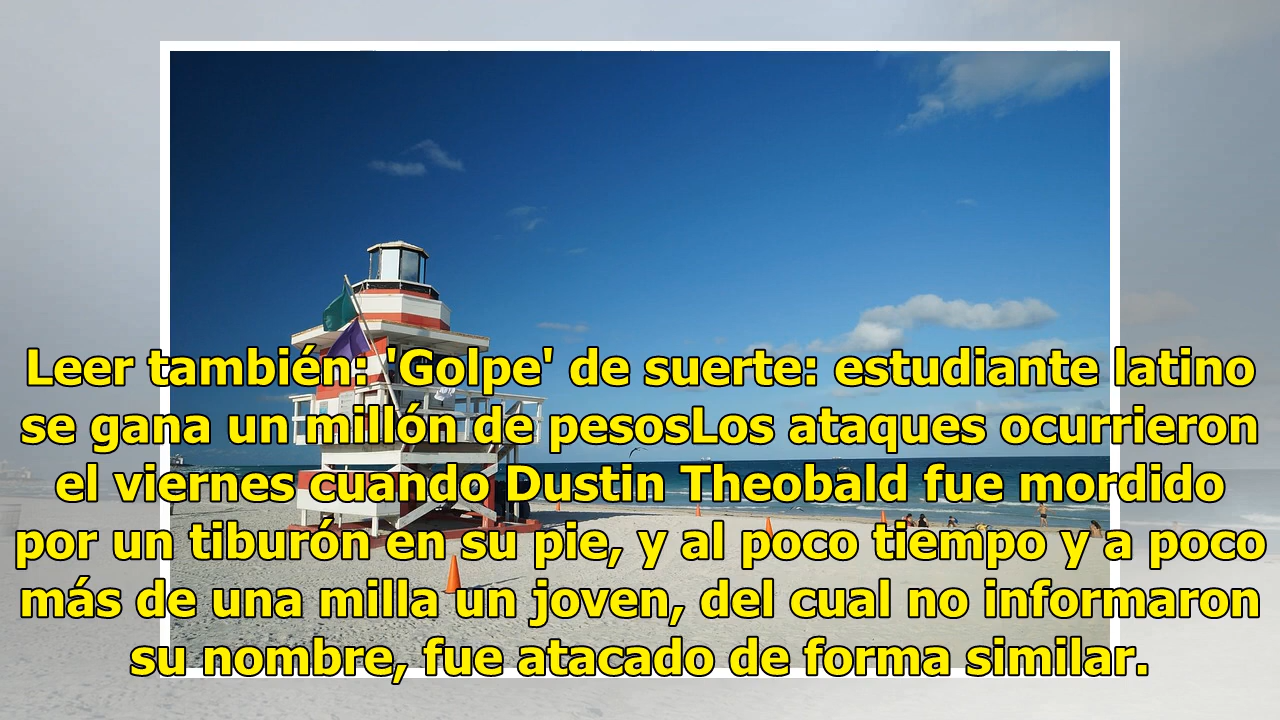 Leer también: 'Golpe' de suerte: estudiante latino
se gana un millón de pesosLos ataques ocurrieron
el viernes cuando Dustin Theobald fue mordido
por un tiburón en su pie, y al poco tiempo y a poco
más de una milla un joven, del cual no informaron
su nombre, fue atacado de forma similar.